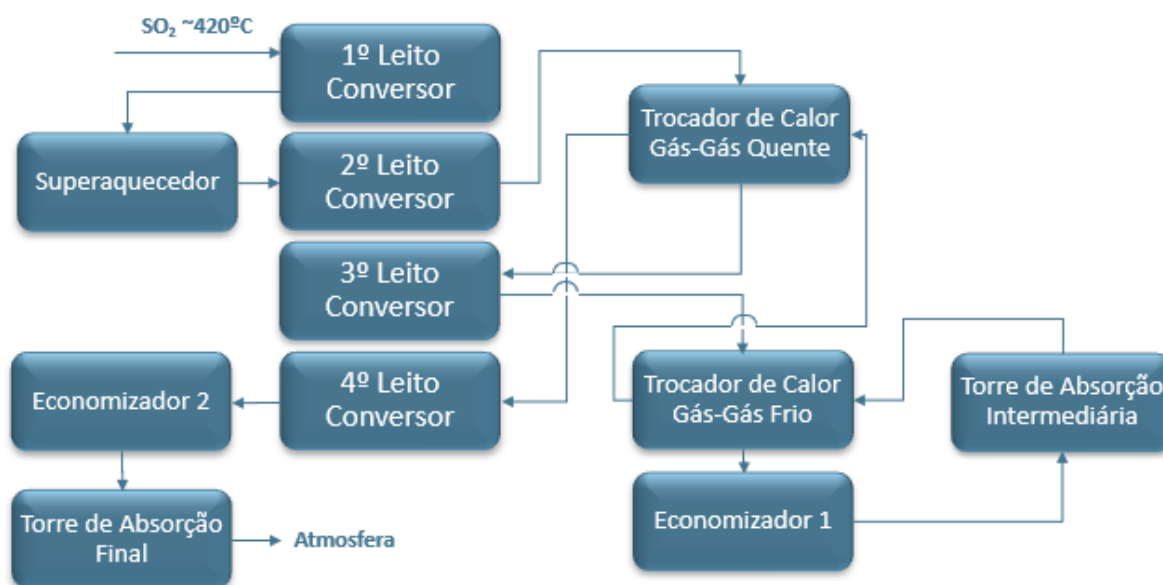 SO₂ ~420ºC
1º Leito
Conversor
Trocador de Calor
Gás-Gás Quente
Superaquecedor
2º Leito
Conversor
3º Leito
Conversor
Economizador 2
4º Leito
Conversor
Trocador de Calor
Gás-Gás Frio
Torre de Absorção
Intermediária
Torre de Absorção
Final
Atmosfera
Economizador 1